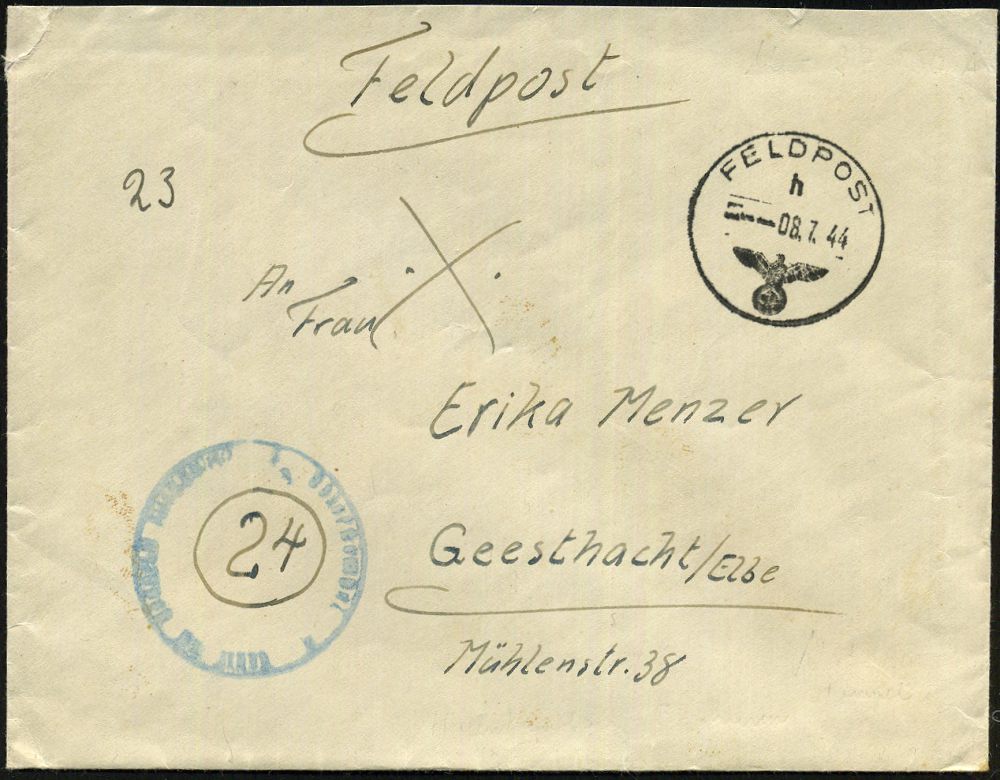 Feldpost
23
FELDPOST
h
08.7.44
An
Frau
Erika Menzer
24
Geesthacht/Elbe
Mühlenstr. 38